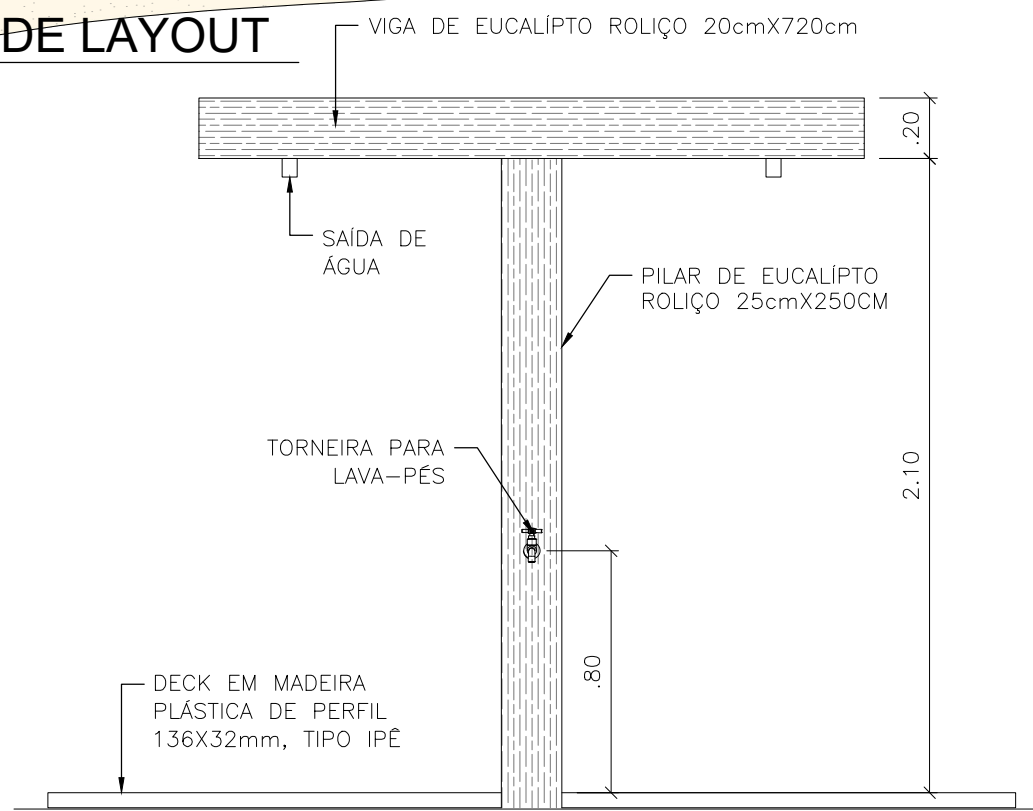 DE LAYOUT
VIGA DE EUCALÍPTO ROLIÇO 20cmX720cm
.20
SAÍDA DE
ÁGUA
PILAR DE EUCALÍPTO
ROLIÇO 25cmX250CM
TORNEIRA PARA
LAVA-PÉS
2.10
.80
DECK EM MADEIRA
PLÁSTICA DE PERFIL
136X32mm, TIPO IPÊ